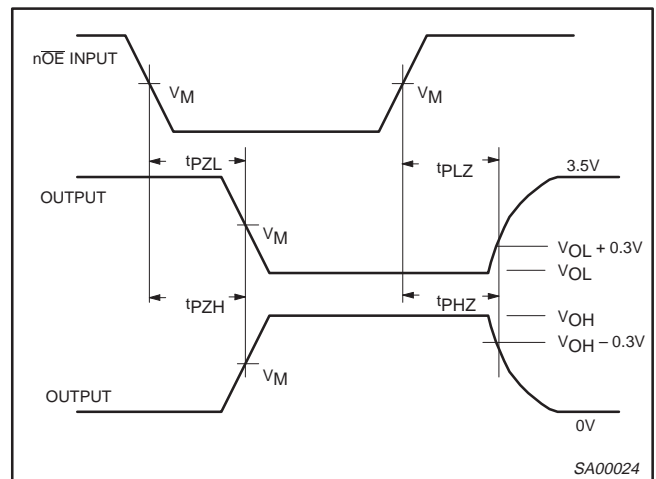 nO̅E̅ INPUT
VM
VM
tPZL
tPLZ
3.5V
OUTPUT
VM
VOL + 0.3V
VOL
tPZH
tPHZ
VOH
VOH – 0.3V
VM
OUTPUT
0V
SA00024